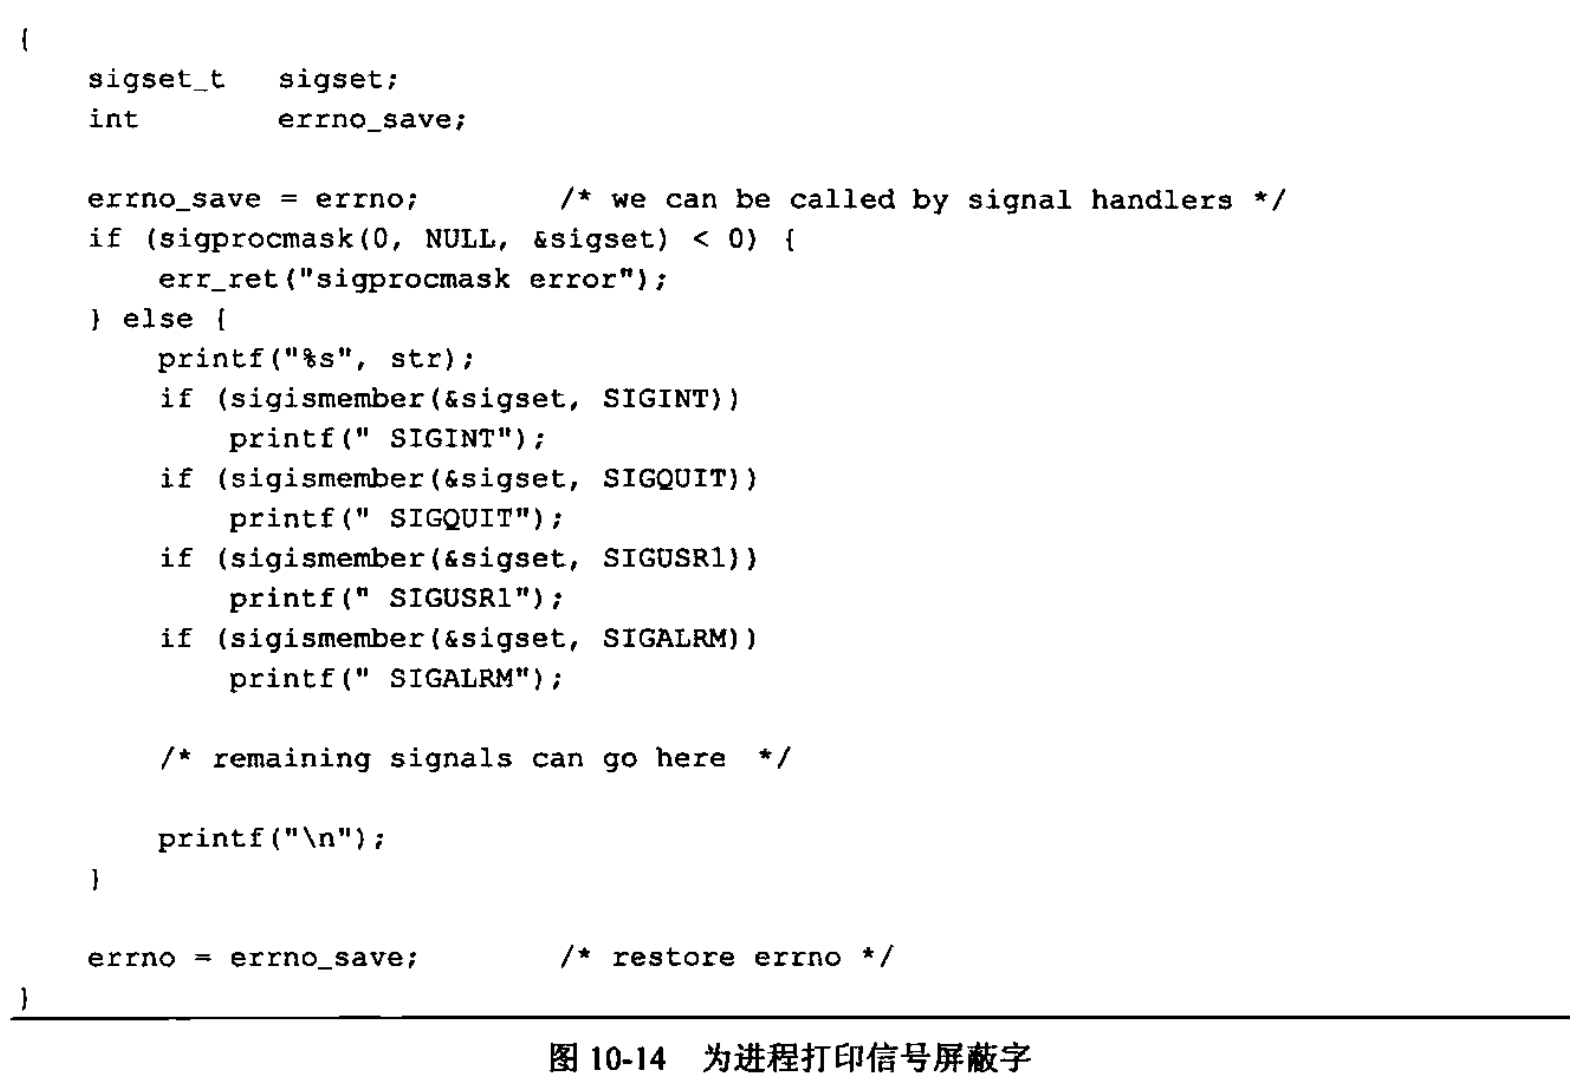 {
    sigset_t   sigset;
    int        errno_save;
    errno_save = errno;        /* we can be called by signal handlers */
    if (sigprocmask(0, NULL, &sigset) < 0) {
        err_ret("sigprocmask error");
    } else {
        printf("%s", str);
        if (sigismember(&sigset, SIGINT))
            printf(" SIGINT");
        if (sigismember(&sigset, SIGQUIT))
            printf(" SIGQUIT");
        if (sigismember(&sigset, SIGUSR1))
            printf(" SIGUSR1");
        if (sigismember(&sigset, SIGALRM))
            printf(" SIGALRM");
        /* remaining signals can go here  */
        printf("\n");
    }
    errno = errno_save;        /* restore errno */
}
图 10-14 为进程打印信号屏蔽字